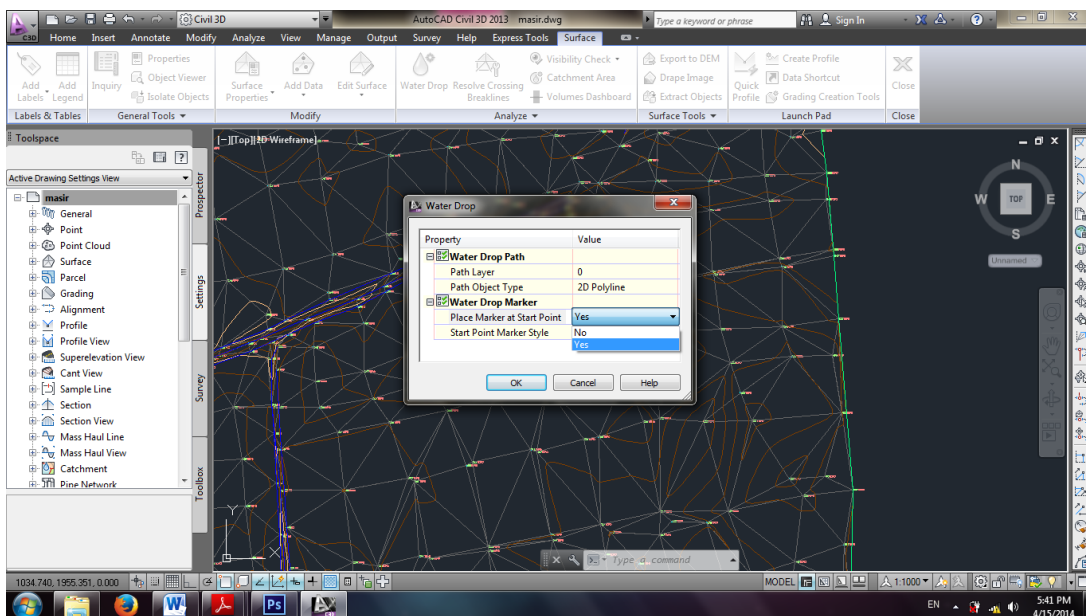 Civil 3D
AutoCAD Civil 3D 2013 masir.dwg
Type a keyword or phrase
Sign In
C3D
Home Insert Annotate Modify Analyze View Manage Output Survey Help Express Tools Surface
Add Labels
Add Legend
Inquiry
Properties
Object Viewer
Isolate Objects
Surface Properties
Add Data
Edit Surface
Water Drop
Resolve Crossing Breaklines
Visibility Check
Catchment Area
Volumes Dashboard
Export to DEM
Drape Image
Extract Objects
Quick Profile
Create Profile
Data Shortcut
Grading Creation Tools
Close
Labels & Tables General Tools Modify Analyze Surface Tools Launch Pad Close
Toolspace
Active Drawing Settings View
masir
General
Point
Point Cloud
Surface
Parcel
Grading
Alignment
Profile
Profile View
Superelevation View
Cant View
Sample Line
Section
Section View
Mass Haul Line
Mass Haul View
Catchment
Pipe Network
Prospector
Settings
Survey
Toolbox
[−][Top][2D Wireframe]
N
W TOP E
S
Unnamed
Water Drop
Property Value
Water Drop Path
Path Layer 0
Path Object Type 2D Polyline
Water Drop Marker
Place Marker at Start Point Yes
Start Point Marker Style No
Yes
OK Cancel Help
Y
X
Type a command
1034.740, 1955.351, 0.000
MODEL
1:1000
W
Ps
EN
5:41 PM
4/15/2014